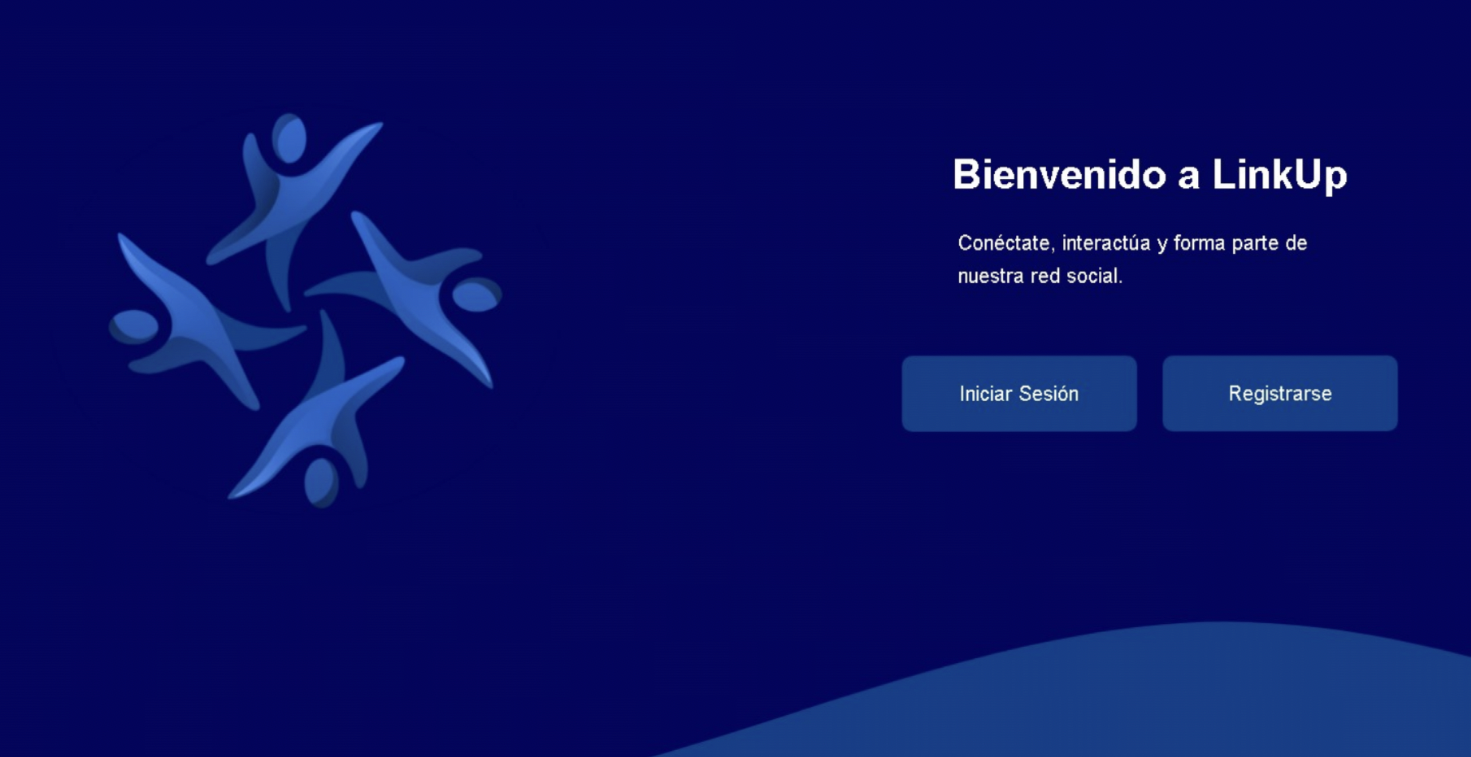 Bienvenido a LinkUp
Conéctate, interactúa y forma parte de
nuestra red social.
Iniciar Sesión
Registrarse